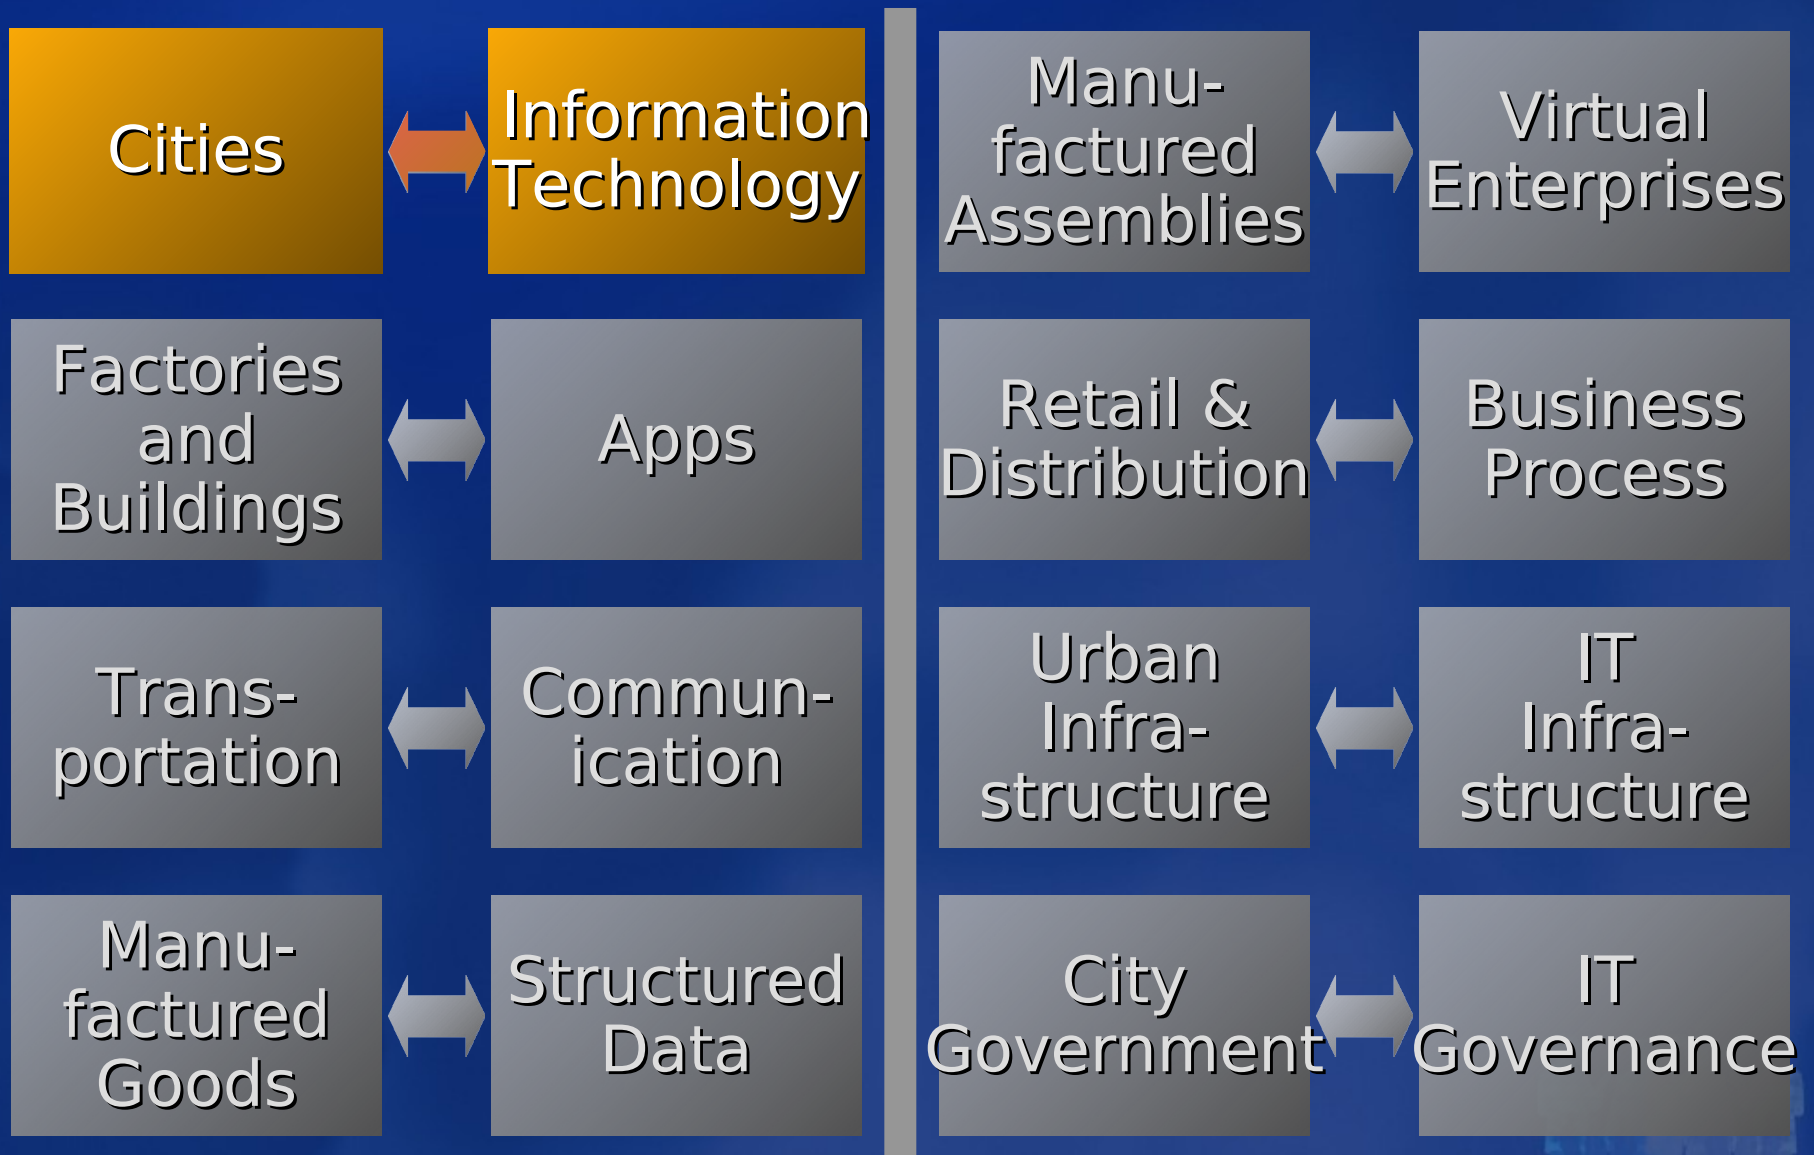 Cities
Information
Technology
Factories
and
Buildings
Apps
Trans-
portation
Commun-
ication
Manu-
factured
Goods
Structured
Data
Manu-
factured
Assemblies
Virtual
Enterprises
Retail &
Distribution
Business
Process
Urban
Infra-
structure
IT
Infra-
structure
City
Government
IT
Governance